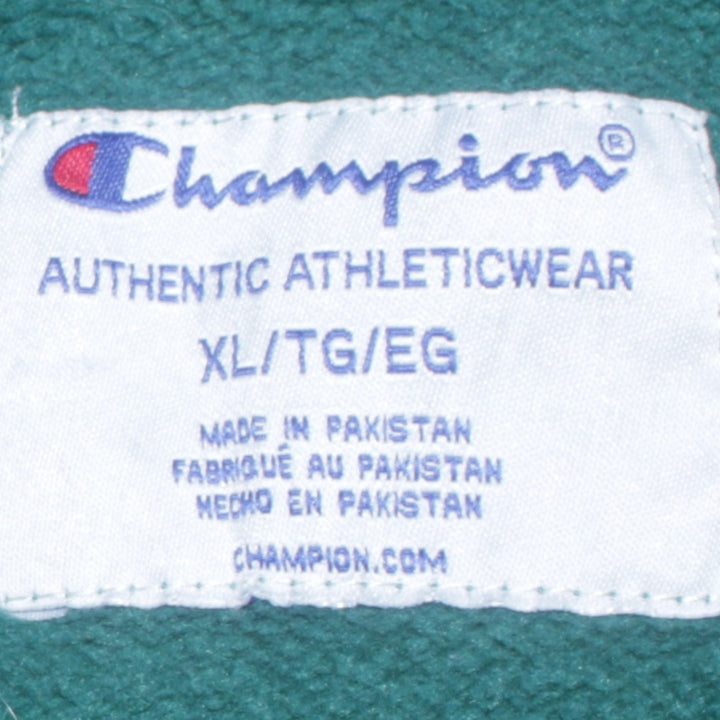 Champion®
AUTHENTIC ATHLETICWEAR
XL/TG/EG
MADE IN PAKISTAN
FABRIQUÉ AU PAKISTAN
HECHO EN PAKISTAN
CHAMPION.COM